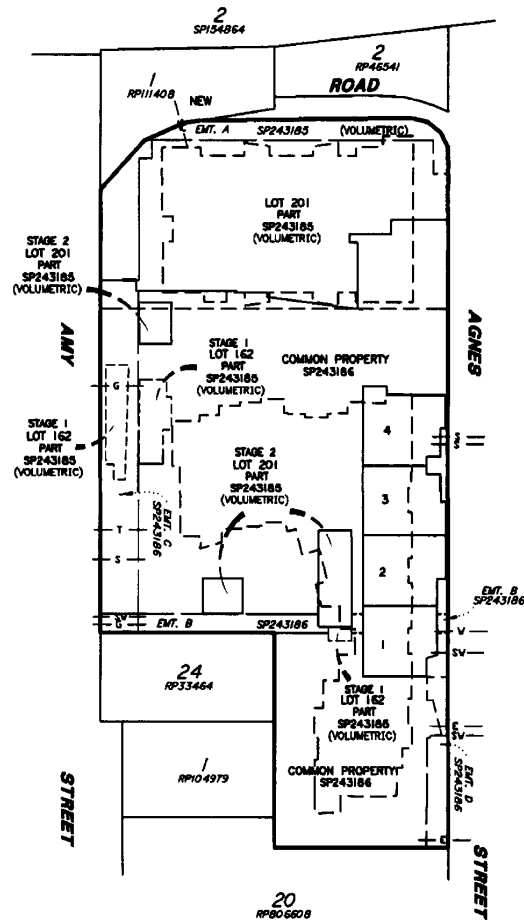 2
SP154864
2
RP46541
1
RP111408
NEW
ROAD
EMT. A
SP243185
(VOLUMETRIC)
LOT 201
PART
SP243185
(VOLUMETRIC)
STAGE 2
LOT 201
PART
SP243185
(VOLUMETRIC)
AMY
AGNES
STAGE 1
LOT 162
PART
SP243185
(VOLUMETRIC)
COMMON PROPERTY
SP243186
G
STAGE 1
LOT 162
PART
SP243185
(VOLUMETRIC)
4
STAGE 2
LOT 201
PART
SP243185
(VOLUMETRIC)
3
EMT. C
SP243186
T
S
2
EMT. B
SP243186
SW
G
EMT. B
SP243186
W
SW
1
24
RP33464
STAGE 1
LOT 162
PART
SP243185
(VOLUMETRIC)
COMMON PROPERTY
SP243186
SW
EMT. D
SP243186
1
RP104979
STREET
STREET
20
RP806608